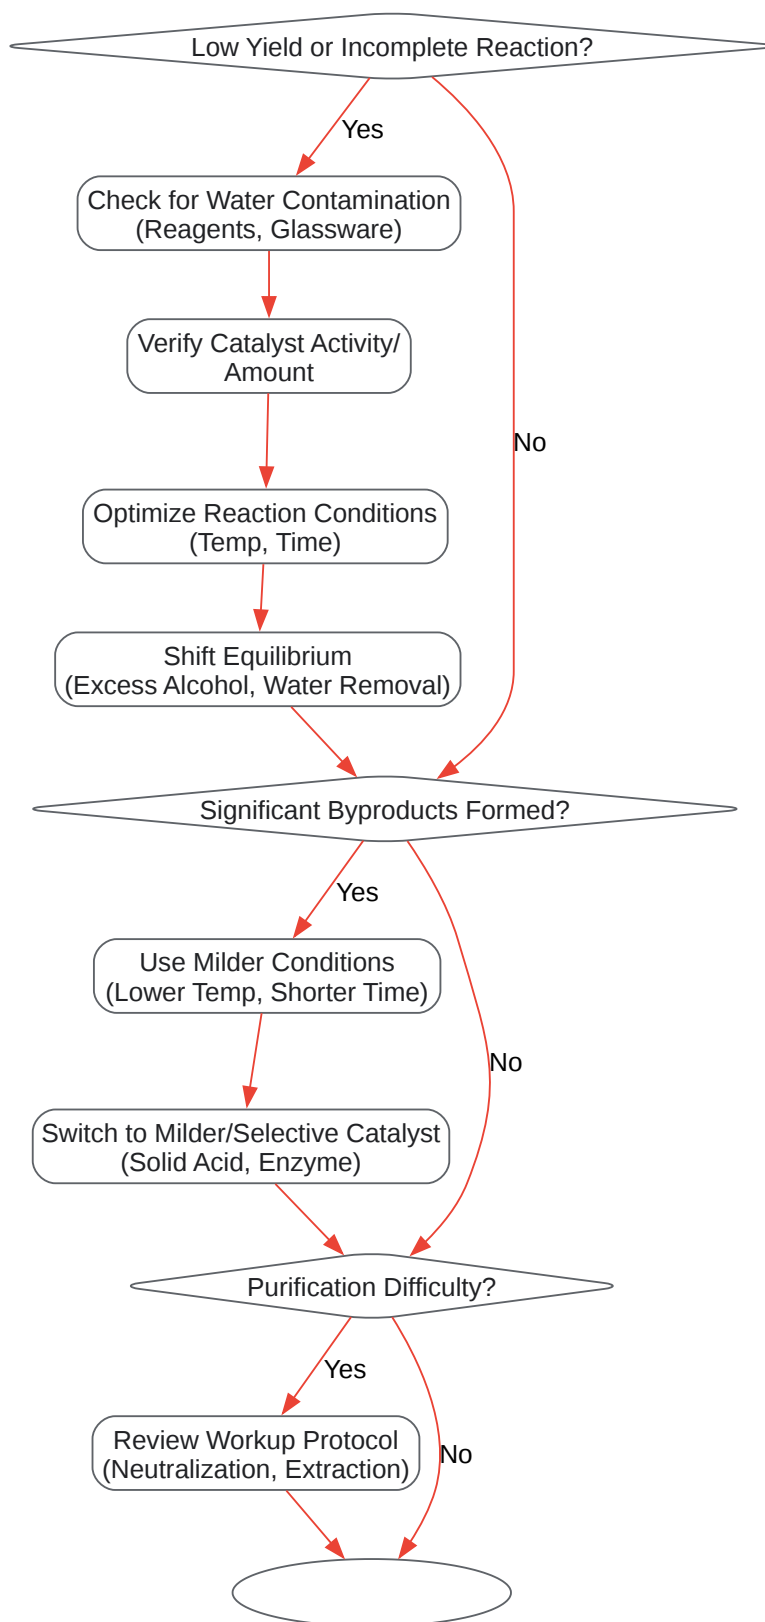 Low Yield or Incomplete Reaction?
Yes
Check for Water Contamination
(Reagents, Glassware)
Verify Catalyst Activity/
Amount
No
Optimize Reaction Conditions
(Temp, Time)
Shift Equilibrium
(Excess Alcohol, Water Removal)
Significant Byproducts Formed?
Yes
Use Milder Conditions
(Lower Temp, Shorter Time)
No
Switch to Milder/Selective Catalyst
(Solid Acid, Enzyme)
Purification Difficulty?
Yes
Review Workup Protocol
(Neutralization, Extraction)
No